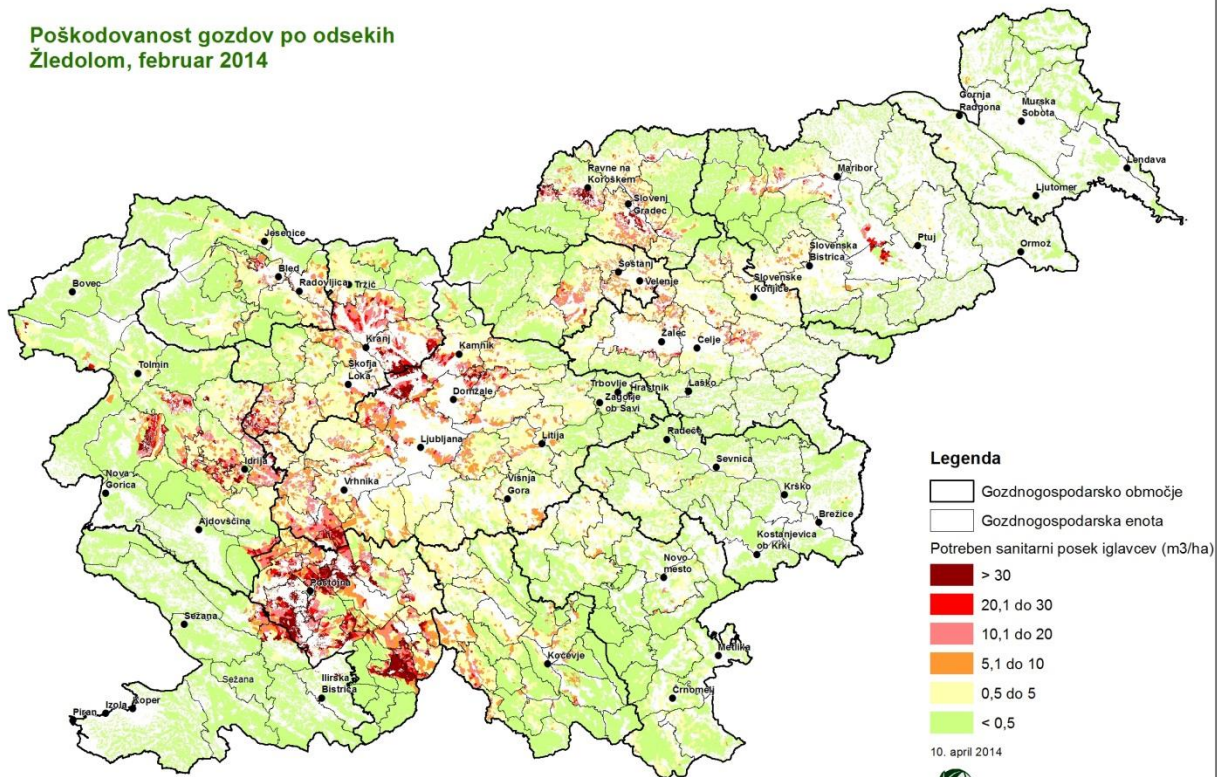 Poškodovanost gozdov po odsekih
Žledolom, februar 2014
Gornja
Radgona
Murska
Sobota
Lendava
Ljutomer
Ormož
Ptuj
Maribor
Ravne na
Koroškem
Slovenj
Gradec
Slovenska
Bistrica
Slovenske
Konjice
Šoštanj
Velenje
Jesenice
Bled
Radovljica
Tržič
Bovec
Kranj
Kamnik
Žalec
Celje
Tolmin
Škofja
Loka
Domžale
Trbovlje
Hrastnik
Zagorje
ob Savi
Laško
Ljubljana
Litija
Radeče
Idrija
Vrhnika
Višnja
Gora
Sevnica
Nova
Gorica
Krško
Brežice
Ajdovščina
Kostanjevica
ob Krki
Novo
mesto
Postojna
Sežana
Metlika
Kočevje
Sežana
Ilirska
Bistrica
Črnomelj
Piran
Izola
Koper
Legenda
Gozdnogospodarsko območje
Gozdnogospodarska enota
Potreben sanitarni posek iglavcev (m3/ha)
> 30
20,1 do 30
10,1 do 20
5,1 do 10
0,5 do 5
< 0,5
10. april 2014